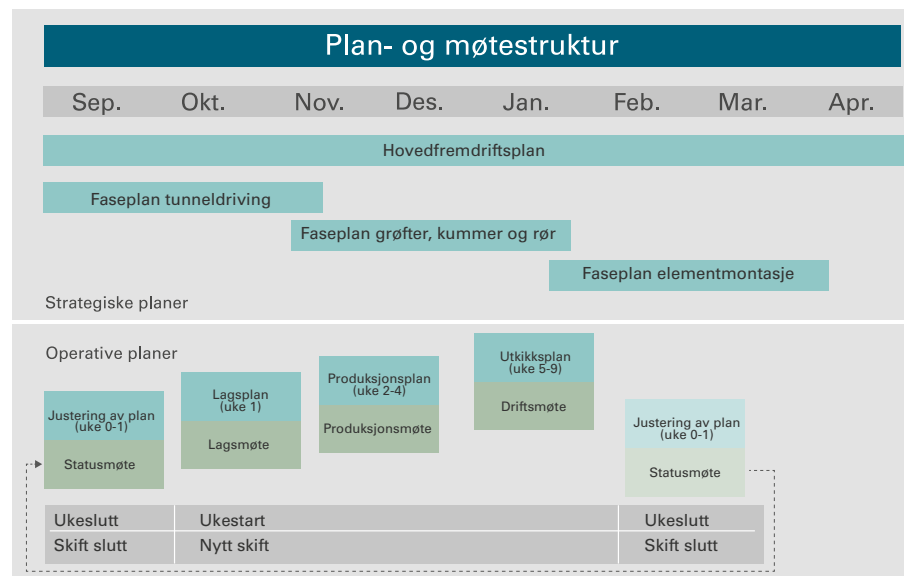 Plan- og møtestruktur
Sep. Okt. Nov. Des. Jan. Feb. Mar. Apr.
Hovedfremdriftsplan
Faseplan tunneldriving
Faseplan grøfter, kummer og rør
Faseplan elementmontasje
Strategiske planer
Operative planer
Justering av plan
(uke 0-1)
Statusmøte
Lagsplan
(uke 1)
Lagsmøte
Produksjonsplan
(uke 2-4)
Produksjonsmøte
Utkikksplan
(uke 5-9)
Driftsmøte
Justering av plan
(uke 0-1)
Statusmøte
Ukeslutt Ukestart Ukeslutt
Skift slutt Nytt skift Skift slutt